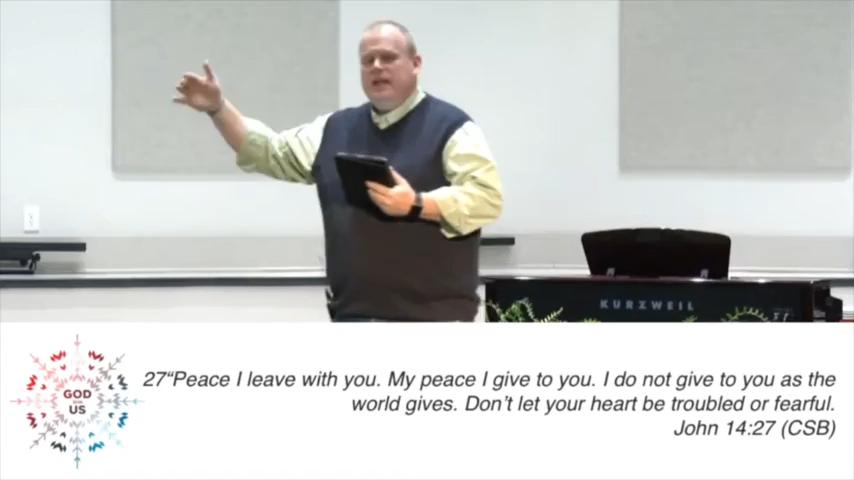 KURZWEIL
GOD
WITH
US
27“Peace I leave with you. My peace I give to you. I do not give to you as the
world gives. Don’t let your heart be troubled or fearful.
John 14:27 (CSB)